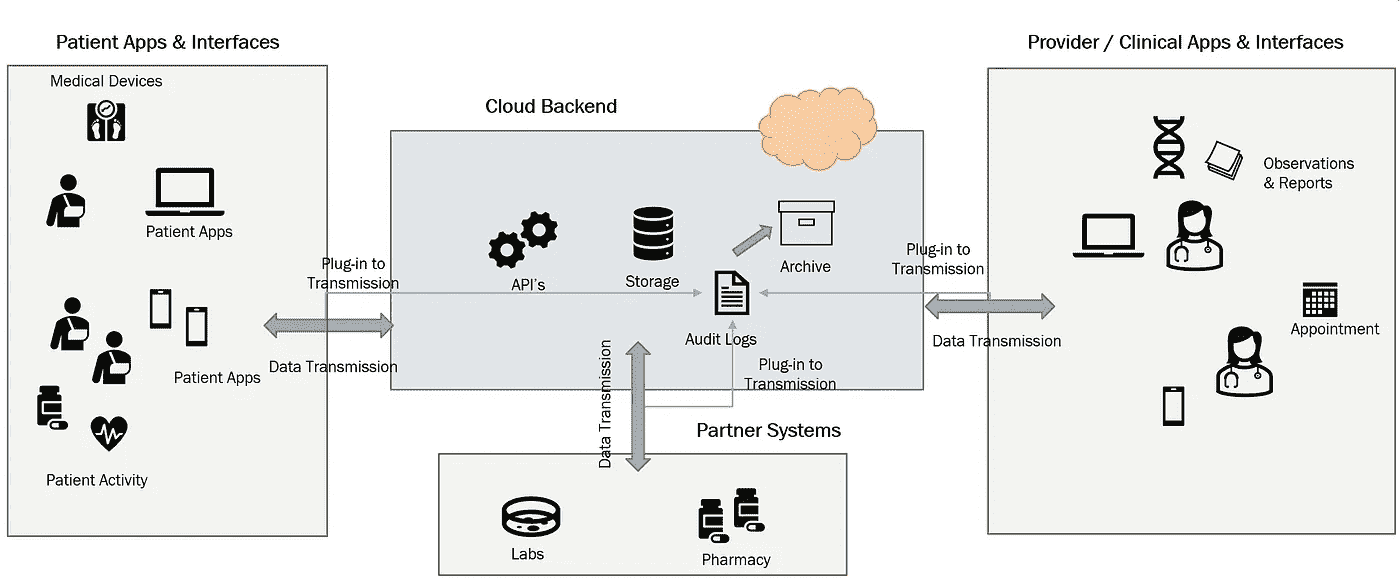 Patient Apps & Interfaces
Medical Devices
Patient Apps
Patient Apps
Patient Activity
Plug-in to
Transmission
Data Transmission
Cloud Backend
API's
Storage
Archive
Audit Logs
Plug-in to
Transmission
Data Transmission
Partner Systems
Labs
Pharmacy
Provider / Clinical Apps & Interfaces
Observations
& Reports
Plug-in to
Transmission
Data Transmission
Appointment